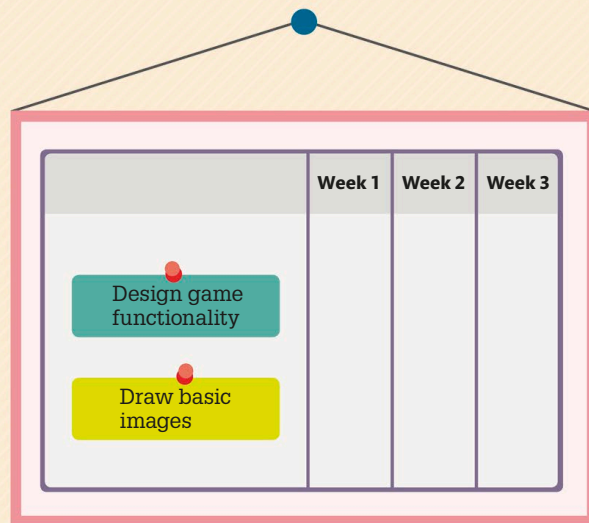 Week 1 Week 2 Week 3
Design game
functionality
Draw basic
images